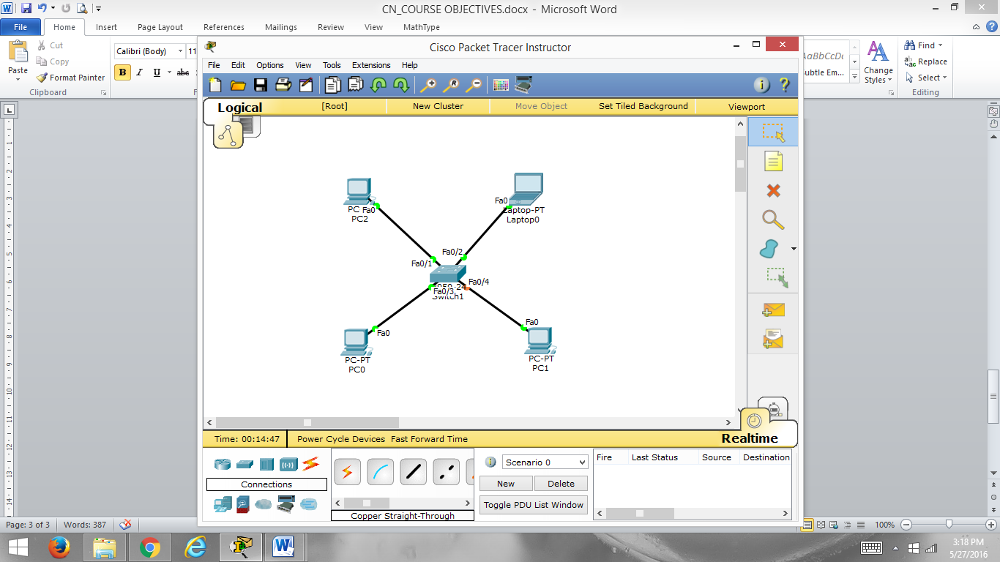 CN_COURSE OBJECTIVES.docx - Microsoft Word
File Home Insert Page Layout References Mailings Review View MathType
Paste
Cut
Copy
Format Painter
Clipboard
Calibri (Body) 11
B I U abc
AaBbCcDc
Change
Styles
Find
Replace
Select
Editing
Cisco Packet Tracer Instructor
File Edit Options View Tools Extensions Help
Logical [Root] New Cluster Move Object Set Tiled Background Viewport
PC Fa0
PC2
Fa0
Laptop-PT
Laptop0
Fa0/1
Fa0/2
Fa0/4
Fa0/3
Switch1
Fa0
PC-PT
PC0
Fa0
PC-PT
PC1
Time: 00:14:47 Power Cycle Devices Fast Forward Time Realtime
Connections
Copper Straight-Through
Scenario 0
New Delete
Toggle PDU List Window
Fire Last Status Source Destination
Page: 3 of 3 Words: 387
100%
3:18 PM
5/27/2016